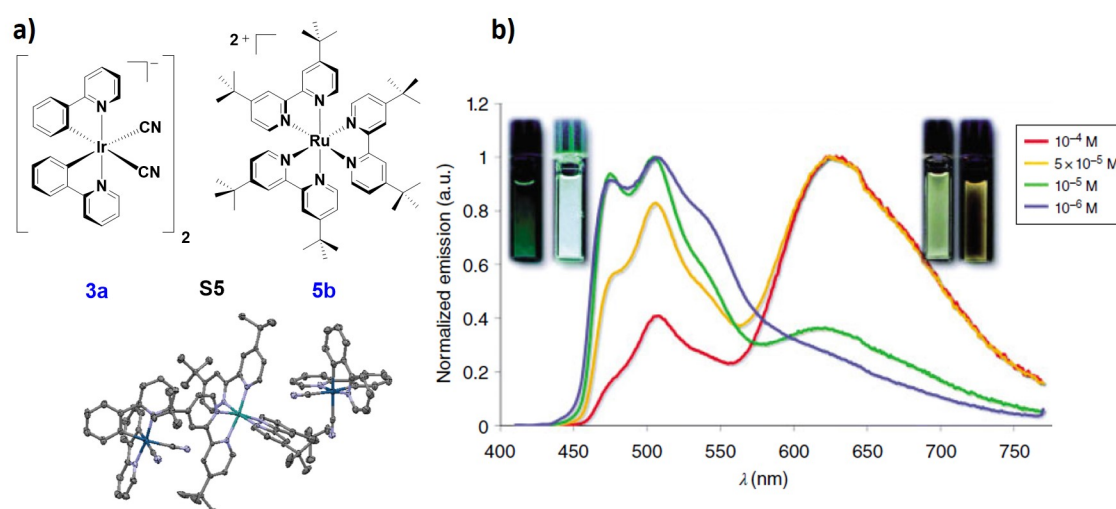 a)
2+
N
Ir
CN
CN
N
−
2
N
N
N
Ru
N
N
N
3a
S5
5b
b)
Normalized emission (a.u.)
1.2
1
0.8
0.6
0.4
0.2
0
400
450
500
550
600
650
700
750
λ (nm)
10⁻⁴ M
5 × 10⁻⁵ M
10⁻⁵ M
10⁻⁶ M